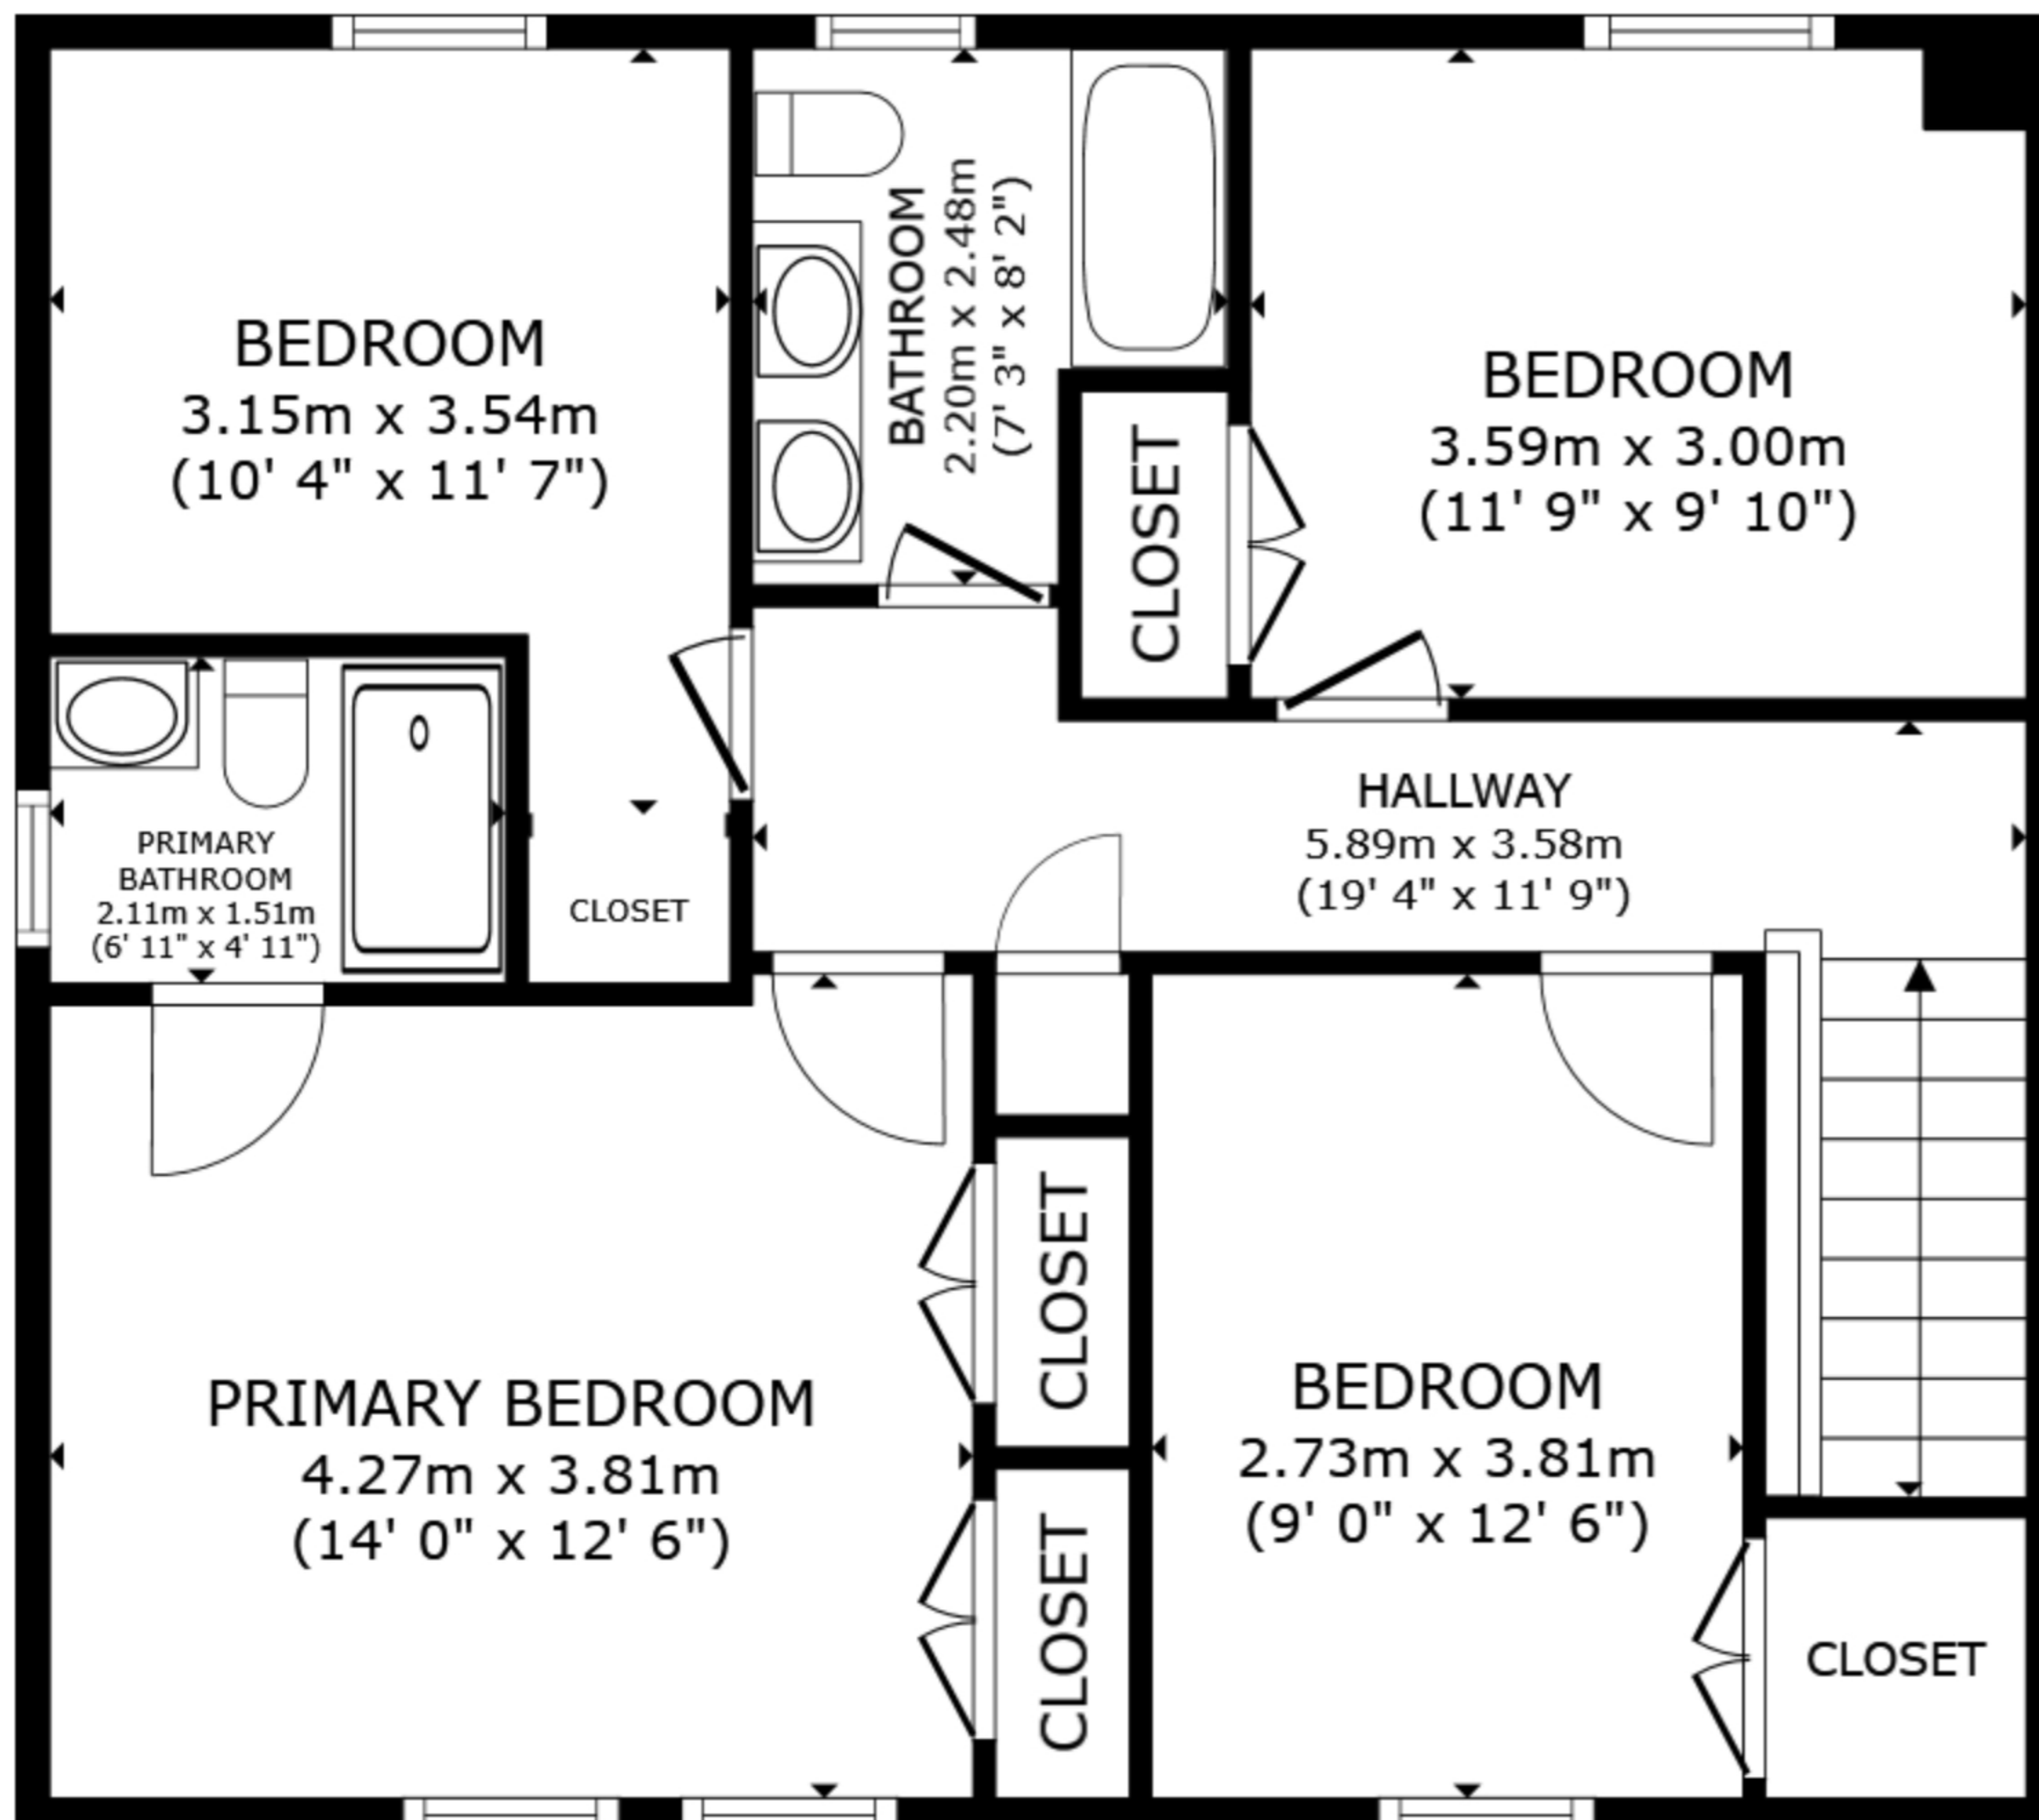 BEDROOM
3.15m x 3.54m
(10' 4" x 11' 7")
BATHROOM
2.20m x 2.48m
(7' 3" x 8' 2")
BEDROOM
3.59m x 3.00m
(11' 9" x 9' 10")
CLOSET
HALLWAY
5.89m x 3.58m
(19' 4" x 11' 9")
PRIMARY
BATHROOM
2.11m x 1.51m
(6' 11" x 4' 11")
CLOSET
PRIMARY BEDROOM
4.27m x 3.81m
(14' 0" x 12' 6")
CLOSET
CLOSET
BEDROOM
2.73m x 3.81m
(9' 0" x 12' 6")
CLOSET